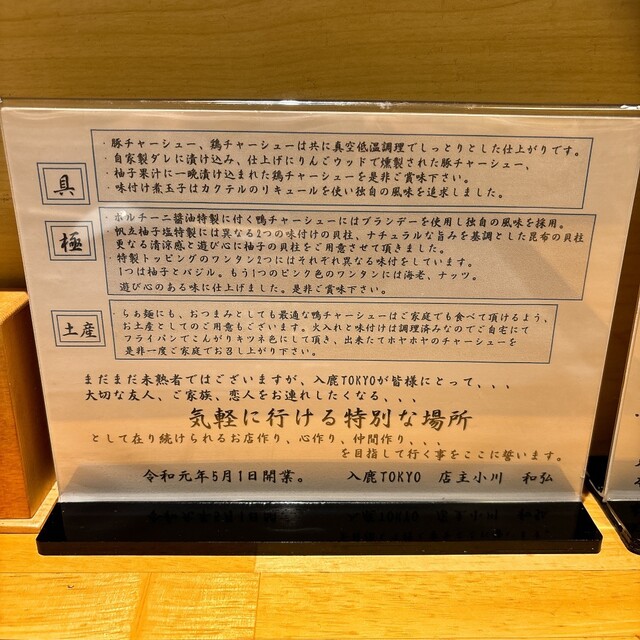 具
・豚チャーシュー、鶏チャーシューは共に真空低温調理でしっとりとした仕上がりです。
・自家製ダレに漬け込み、仕上げにりんごウッドで燻製された豚チャーシュー、
・柚子果汁に一晩漬け込まれた鶏チャーシューを是非ご賞味下さい。
・味付け煮玉子はカクテルのリキュールを使い独自の風味を追求しました。
極
・ポルチーニ醤油特製に付く鴨チャーシューにはブランデーを使用し独自の風味を採用。
・帆立柚子塩特製には異なる2つの味付けの貝柱、ナチュラルな旨みを基調とした昆布の貝柱
更なる清涼感と遊び心に柚子の貝柱をご用意させて頂きました。
・特製トッピングのワンタン2つにはそれぞれ異なる味を付けています。
1つは柚子とバジル。もう1つのピンク色のワンタンには海老、ナッツ。
遊び心のある味に仕上げました。是非ご賞味下さい。
土産
らぁ麺にも、おつまみとしても最適な鴨チャーシューはご家庭でも食べて頂けるよう、
お土産としてのご用意もございます。火入れと味付けは調理済みなのでご自宅にて
フライパンでこんがりキツネ色にして頂き、出来たてホヤホヤのチャーシューを
是非一度ご家庭でお召し上がり下さい。
まだまだ未熟者ではございますが、入鹿TOKYOが皆様にとって、、、
大切な友人、ご家族、恋人をお連れしたくなる、、、
気軽に行ける特別な場所
として在り続けられるお店作り、心作り、仲間作り、、、
を目指して行く事をここに誓います。
令和元年5月1日開業。 入鹿TOKYO 店主小川 和弘